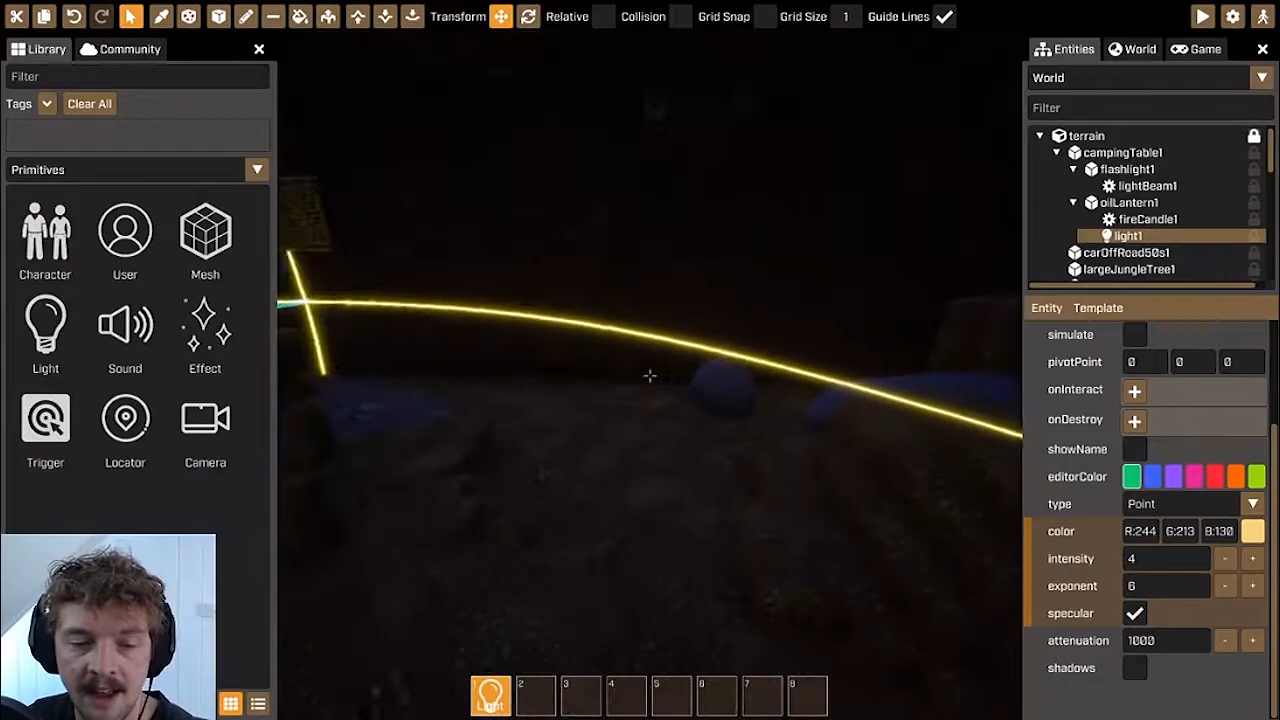 Transform
Relative
Collision
Grid Snap
Grid Size
1
Guide Lines
Library
Community
Filter
Tags
Clear All
Primitives
Character
User
Mesh
Light
Sound
Effect
Trigger
Locator
Camera
1
Light
2
3
4
5
6
7
8
Entities
World
Game
World
Filter
terrain
campingTable1
flashlight1
lightBeam1
oilLantern1
fireCandle1
light1
carOffRoad50s1
largeJungleTree1
Entity
Template
simulate
pivotPoint 0 0 0
onInteract
onDestroy
showName
editorColor
type Point
color R:244 G:213 B:130
intensity 4
exponent 6
specular
attenuation 1000
shadows